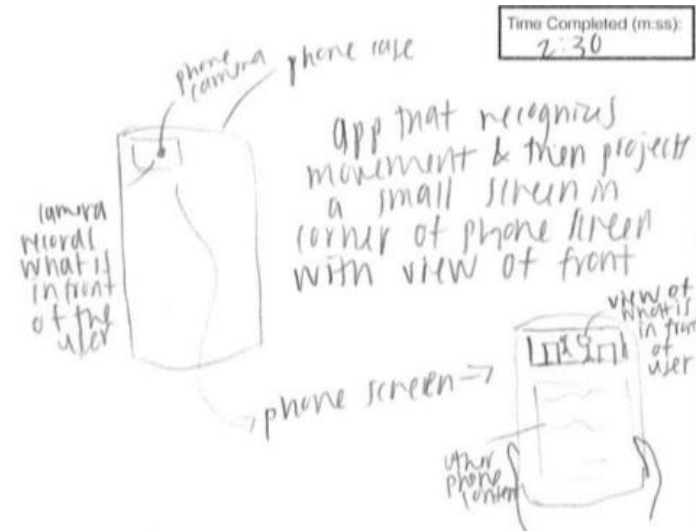 Time Completed (m:ss):
2:30
phone
camera
phone case
app that recognizes
movement & then projects
a small screen in
corner of phone screen
with view of front
camera
records
what is
in front
of the
user
phone screen
view of
what is
in front
of
user
other
phone
content